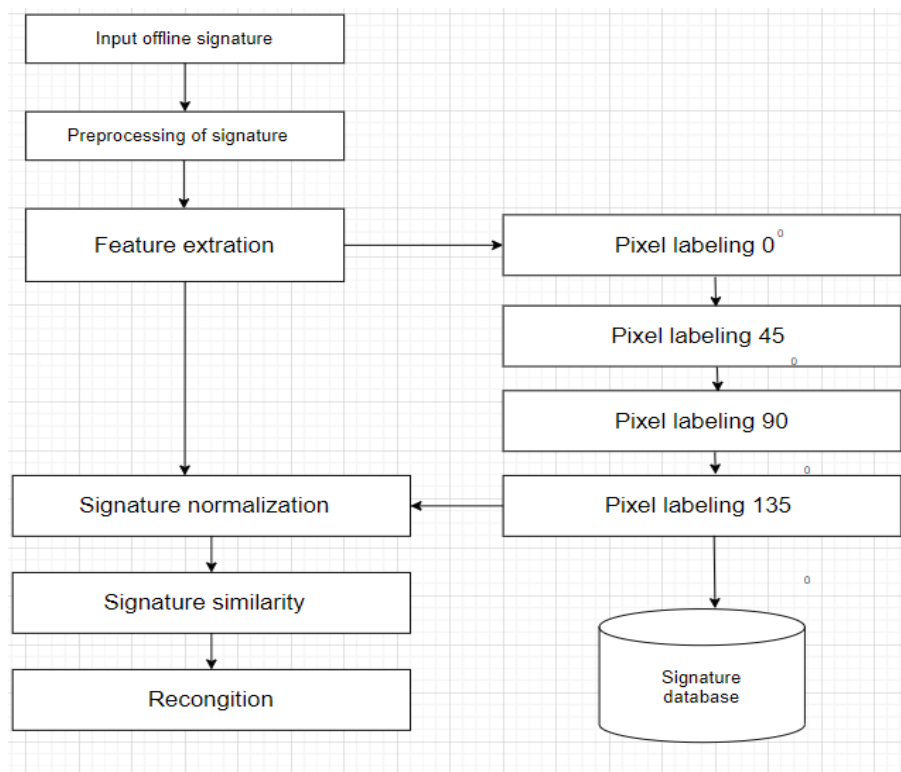 Input offline signature
Preprocessing of signature
Feature extration
Pixel labeling 0⁰
Pixel labeling 45
0
Pixel labeling 90
0
Signature normalization
Pixel labeling 135
0
Signature similarity
Recongition
Signature
database